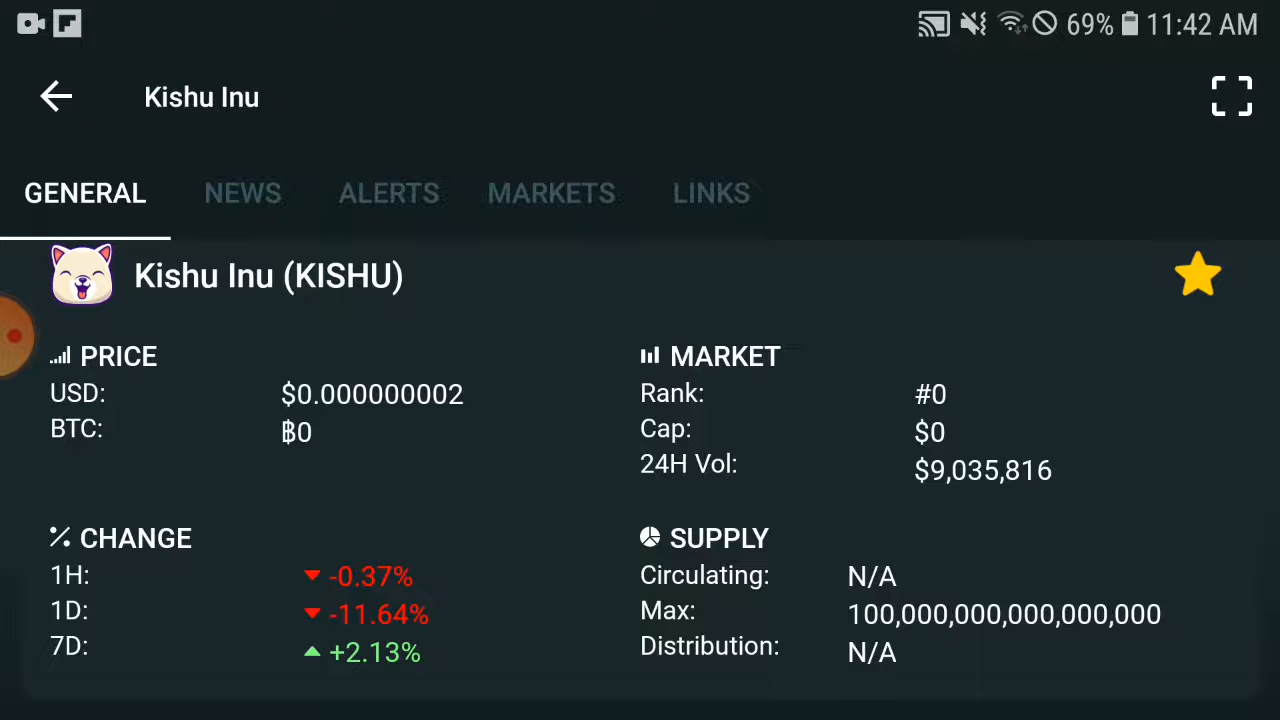 69% 11:42 AM
Kishu Inu
GENERAL NEWS ALERTS MARKETS LINKS
Kishu Inu (KISHU)
PRICE
USD: $0.000000002
BTC: ฿0
MARKET
Rank: #0
Cap: $0
24H Vol: $9,035,816
CHANGE
1H: -0.37%
1D: -11.64%
7D: +2.13%
SUPPLY
Circulating: N/A
Max: 100,000,000,000,000,000
Distribution: N/A